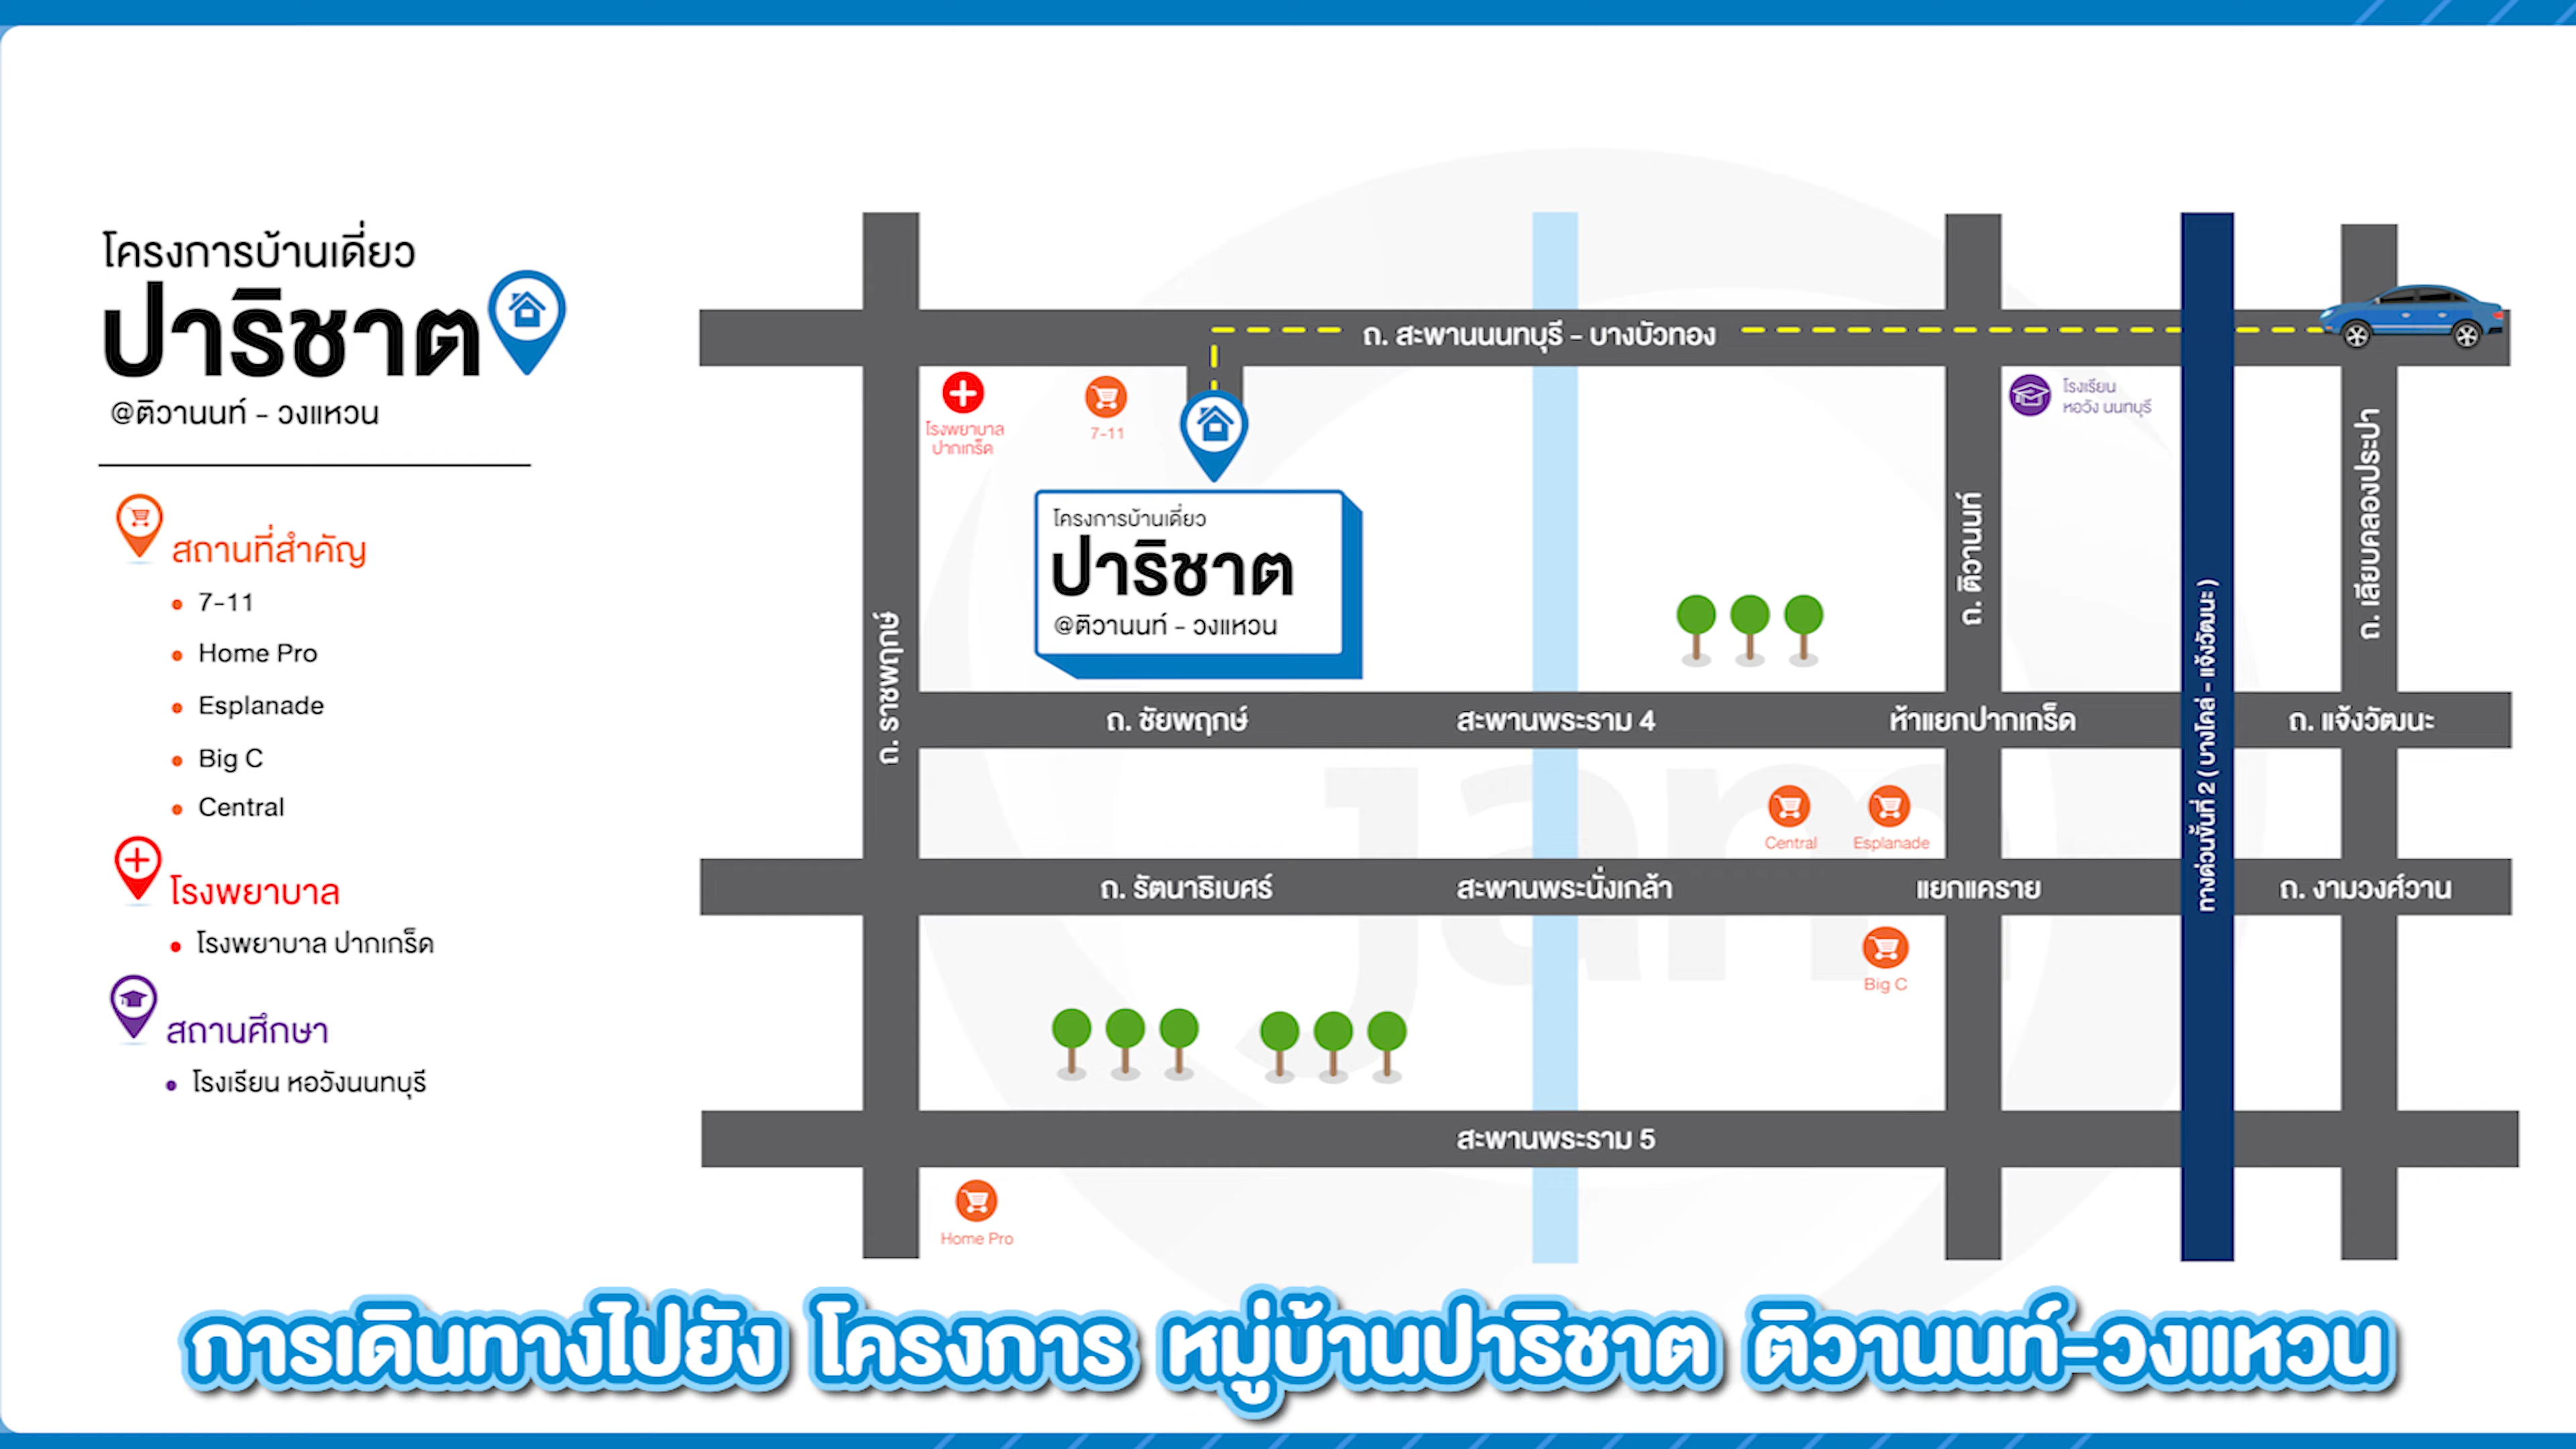 โครงการบ้านเดี่ยว
ปาริชาต
@ติวานนท์ - วงแหวน
สถานที่สำคัญ
• 7-11
• Home Pro
• Esplanade
• Big C
• Central
โรงพยาบาล
• โรงพยาบาล ปากเกร็ด
สถานศึกษา
• โรงเรียน หอวังนนทบุรี
ถ. สะพานนนทบุรี - บางบัวทอง
โรงพยาบาล
ปากเกร็ด
7-11
โรงเรียน
หอวัง นนทบุรี
โครงการบ้านเดี่ยว
ปาริชาต
@ติวานนท์ - วงแหวน
ถ. ราชพฤกษ์
ถ. ติวานนท์
ทางด่วนขั้นที่ 2 ( บางโคล่ - แจ้งวัฒนะ )
ถ. เลียบคลองประปา
ถ. ชัยพฤกษ์
สะพานพระราม 4
ห้าแยกปากเกร็ด
ถ. แจ้งวัฒนะ
Central
Esplanade
ถ. รัตนาธิเบศร์
สะพานพระนั่งเกล้า
แยกแคราย
ถ. งามวงศ์วาน
Big C
jam
สะพานพระราม 5
Home Pro
การเดินทางไปยัง โครงการ หมู่บ้านปาริชาต ติวานนท์-วงแหวน